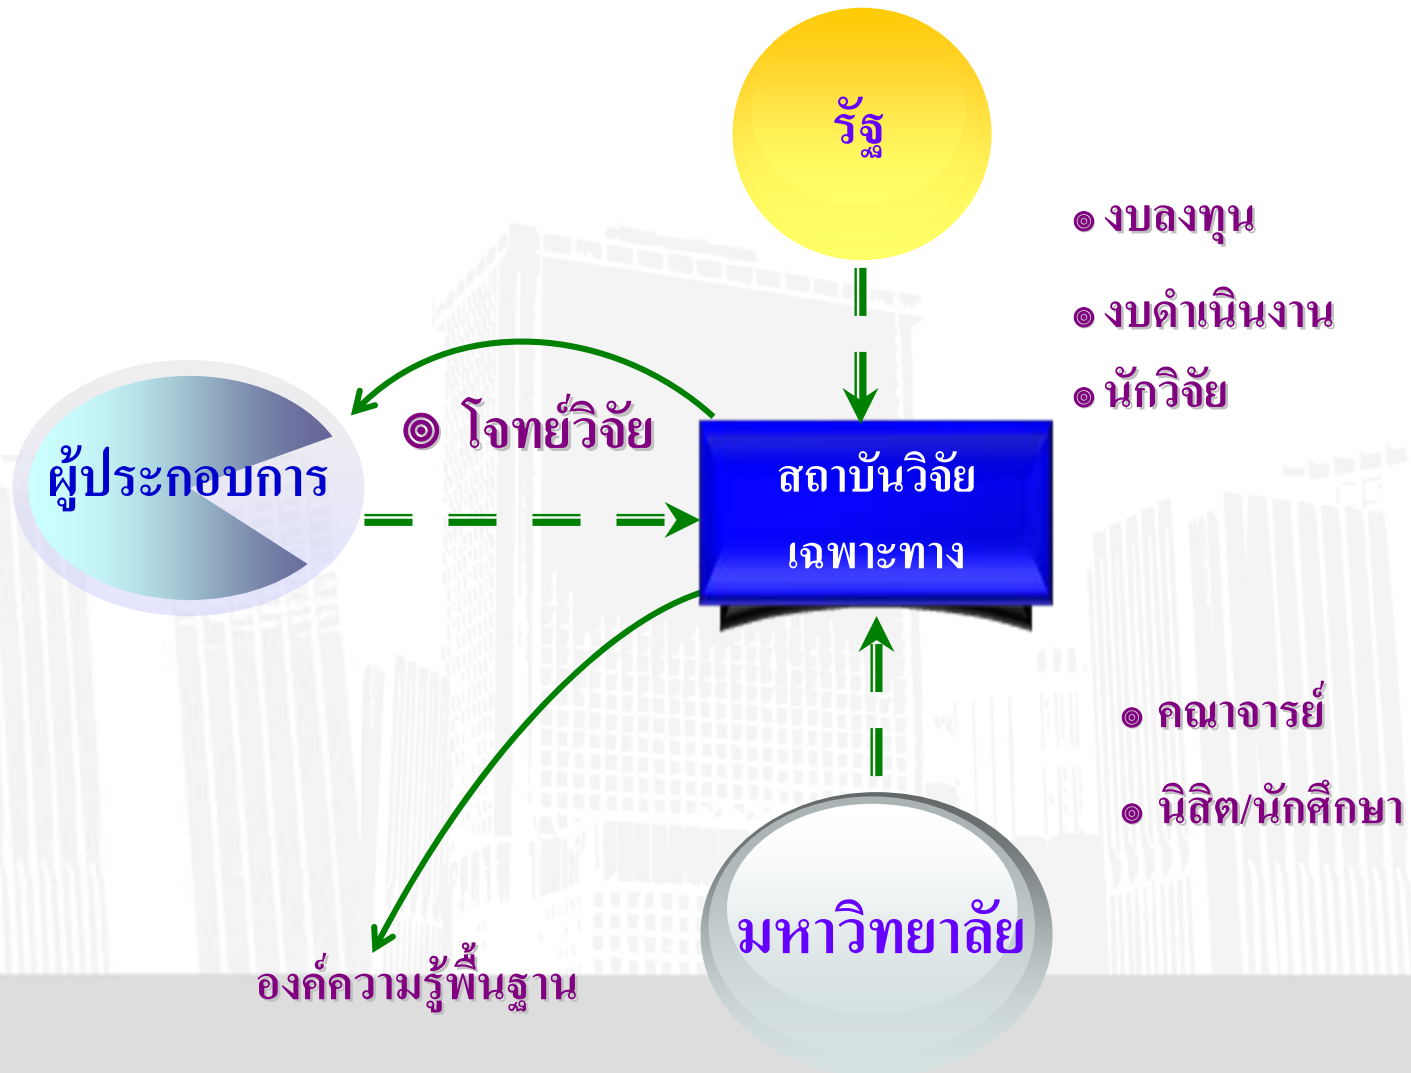 รัฐ
๏ งบลงทุน
๏ งบดำเนินงาน
๏ นักวิจัย
๏ โจทย์วิจัย
ผู้ประกอบการ
สถาบันวิจัย
เฉพาะทาง
๏ คณาจารย์
๏ นิสิต/นักศึกษา
มหาวิทยาลัย
องค์ความรู้พื้นฐาน